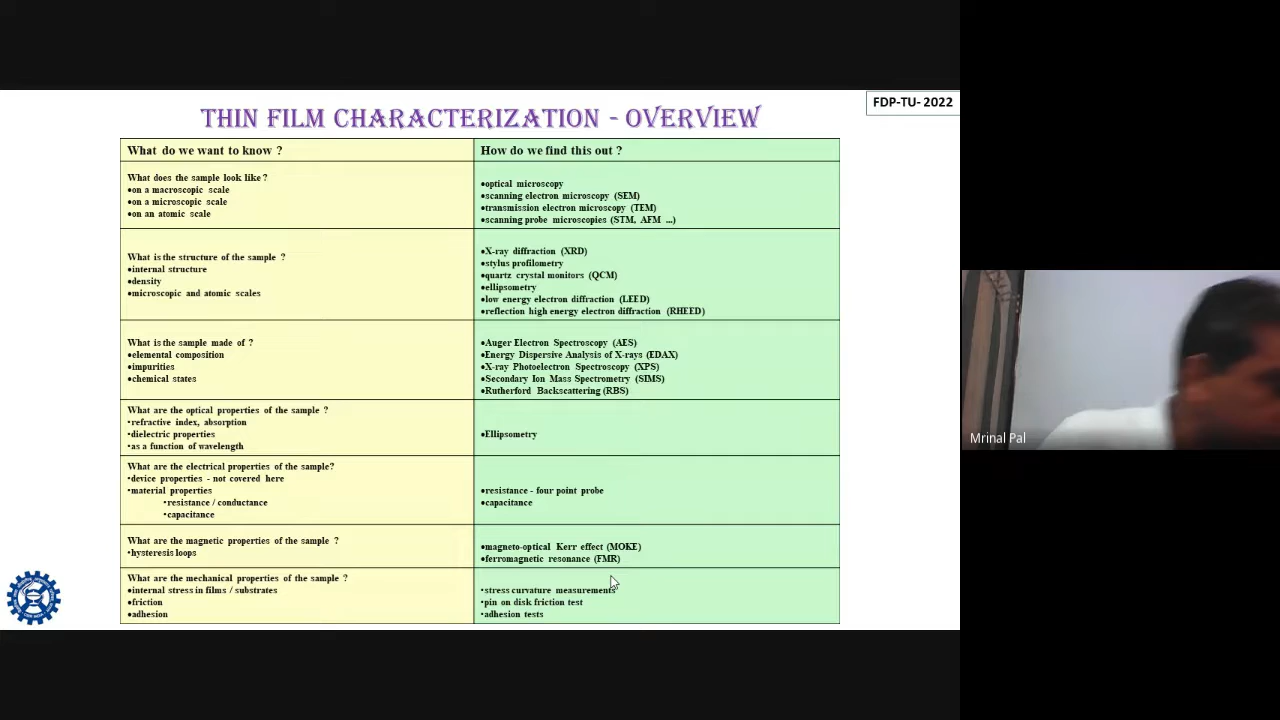 FDP-TU- 2022
THIN FILM CHARACTERIZATION - OVERVIEW
What do we want to know ?
How do we find this out ?
What does the sample look like?
•on a macroscopic scale
•on a microscopic scale
•on an atomic scale
•optical microscopy
•scanning electron microscopy (SEM)
•transmission electron microscopy (TEM)
•scanning probe microscopies (STM, AFM ...)
What is the structure of the sample ?
•internal structure
•density
•microscopic and atomic scales
•X-ray diffraction (XRD)
•stylus profilometry
•quartz crystal monitors (QCM)
•ellipsometry
•low energy electron diffraction (LEED)
•reflection high energy electron diffraction (RHEED)
What is the sample made of ?
•elemental composition
•impurities
•chemical states
•Auger Electron Spectroscopy (AES)
•Energy Dispersive Analysis of X-rays (EDAX)
•X-ray Photoelectron Spectroscopy (XPS)
•Secondary Ion Mass Spectrometry (SIMS)
•Rutherford Backscattering (RBS)
What are the optical properties of the sample ?
•refractive index, absorption
•dielectric properties
•as a function of wavelength
•Ellipsometry
What are the electrical properties of the sample?
•device properties - not covered here
•material properties
•resistance / conductance
•capacitance
•resistance - four point probe
•capacitance
What are the magnetic properties of the sample ?
•hysteresis loops
•magneto-optical Kerr effect (MOKE)
•ferromagnetic resonance (FMR)
What are the mechanical properties of the sample ?
•internal stress in films / substrates
•friction
•adhesion
•stress curvature measurements
•pin on disk friction test
•adhesion tests
Mrinal Pal